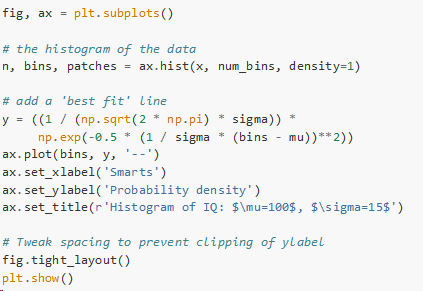 fig, ax = plt.subplots()
# the histogram of the data
n, bins, patches = ax.hist(x, num_bins, density=1)
# add a 'best fit' line
y = ((1 / (np.sqrt(2 * np.pi) * sigma)) *
     np.exp(-0.5 * (1 / sigma * (bins - mu))**2))
ax.plot(bins, y, '--')
ax.set_xlabel('Smarts')
ax.set_ylabel('Probability density')
ax.set_title(r'Histogram of IQ: $\mu=100$, $\sigma=15$')
# Tweak spacing to prevent clipping of ylabel
fig.tight_layout()
plt.show()